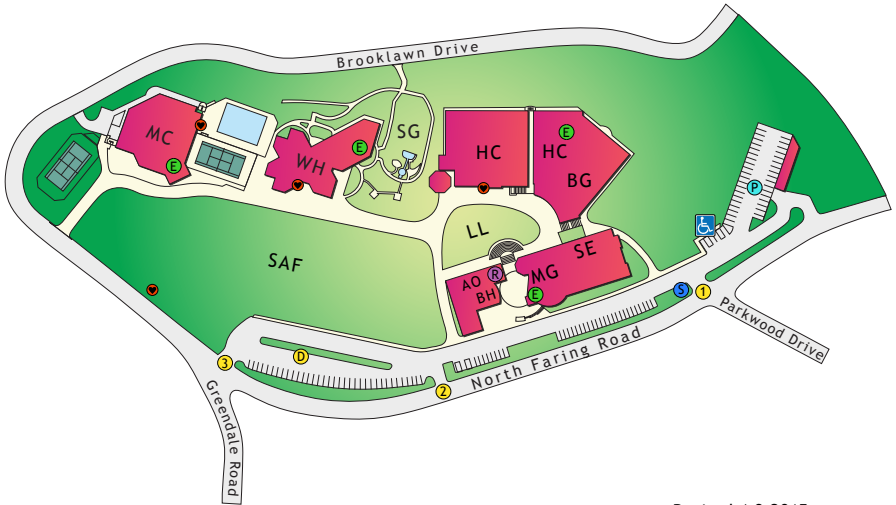 Brooklawn Drive
MC
E
WH
E
SG
HC
E
HC
BG
P
LL
SE
SAF
AO
R
BH
MG
E
S
1
Parkwood Drive
D
3
2
North Faring Road
Greendale Road